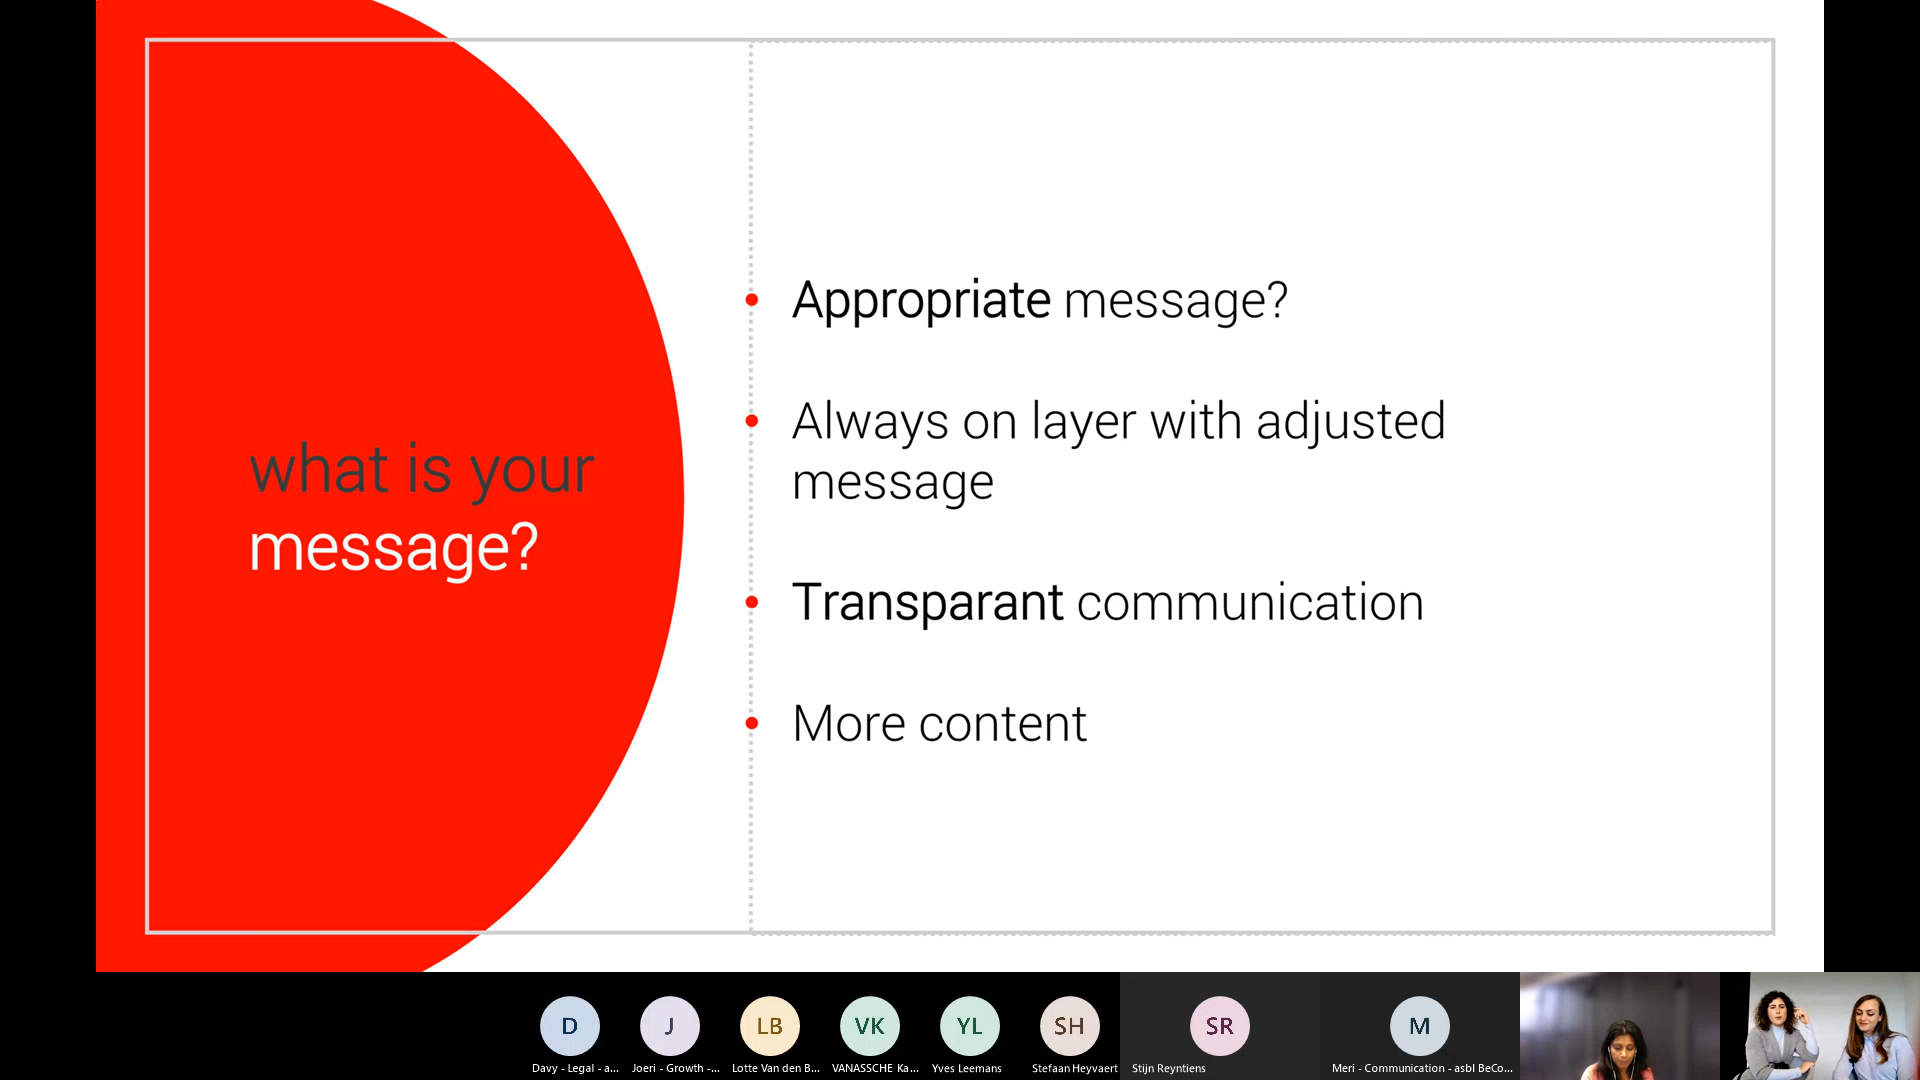 what is your
message?
Appropriate message?
Always on layer with adjusted
message
Transparant communication
More content
D
J
LB
VK
YL
SH
SR
M
Davy - Legal - a...
Joeri - Growth -...
Lotte Van den B...
VANASSCHE Ka...
Yves Leemans
Stefaan Heyvaert
Stijn Reyntiens
Meri - Communication - asbl BeCo...